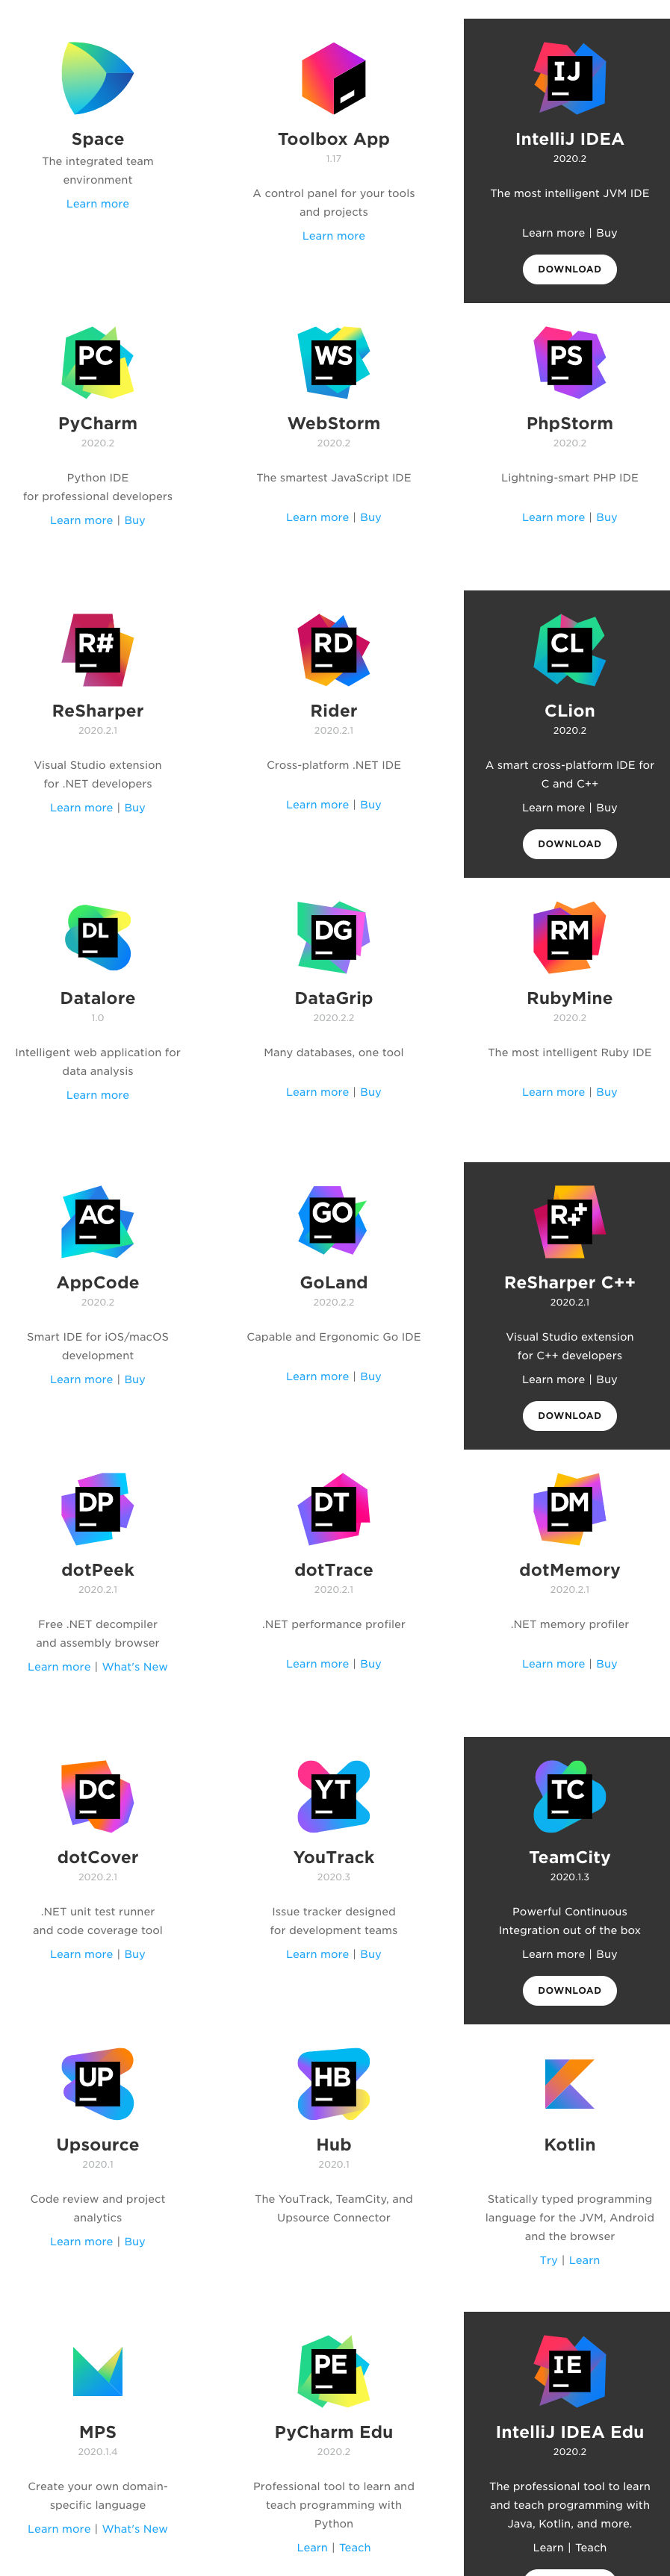 Space
The integrated team
environment
Learn more
Toolbox App
1.17
A control panel for your tools
and projects
Learn more
IJ
IntelliJ IDEA
2020.2
The most intelligent JVM IDE
Learn more | Buy
DOWNLOAD
PC
PyCharm
2020.2
Python IDE
for professional developers
Learn more | Buy
WS
WebStorm
2020.2
The smartest JavaScript IDE
Learn more | Buy
PS
PhpStorm
2020.2
Lightning-smart PHP IDE
Learn more | Buy
R#
ReSharper
2020.2.1
Visual Studio extension
for .NET developers
Learn more | Buy
RD
Rider
2020.2.1
Cross-platform .NET IDE
Learn more | Buy
CL
CLion
2020.2
A smart cross-platform IDE for
C and C++
Learn more | Buy
DOWNLOAD
DL
Datalore
1.0
Intelligent web application for
data analysis
Learn more
DG
DataGrip
2020.2.2
Many databases, one tool
Learn more | Buy
RM
RubyMine
2020.2
The most intelligent Ruby IDE
Learn more | Buy
AC
AppCode
2020.2
Smart IDE for iOS/macOS
development
Learn more | Buy
GO
GoLand
2020.2.2
Capable and Ergonomic Go IDE
Learn more | Buy
R++
ReSharper C++
2020.2.1
Visual Studio extension
for C++ developers
Learn more | Buy
DOWNLOAD
DP
dotPeek
2020.2.1
Free .NET decompiler
and assembly browser
Learn more | What's New
DT
dotTrace
2020.2.1
.NET performance profiler
Learn more | Buy
DM
dotMemory
2020.2.1
.NET memory profiler
Learn more | Buy
DC
dotCover
2020.2.1
.NET unit test runner
and code coverage tool
Learn more | Buy
YT
YouTrack
2020.3
Issue tracker designed
for development teams
Learn more | Buy
TC
TeamCity
2020.1.3
Powerful Continuous
Integration out of the box
Learn more | Buy
DOWNLOAD
UP
Upsource
2020.1
Code review and project
analytics
Learn more | Buy
HB
Hub
2020.1
The YouTrack, TeamCity, and
Upsource Connector
Kotlin
Statically typed programming
language for the JVM, Android
and the browser
Try | Learn
MPS
2020.1.4
Create your own domain-
specific language
Learn more | What's New
PE
PyCharm Edu
2020.2
Professional tool to learn and
teach programming with
Python
Learn | Teach
IE
IntelliJ IDEA Edu
2020.2
The professional tool to learn
and teach programming with
Java, Kotlin, and more.
Learn | Teach